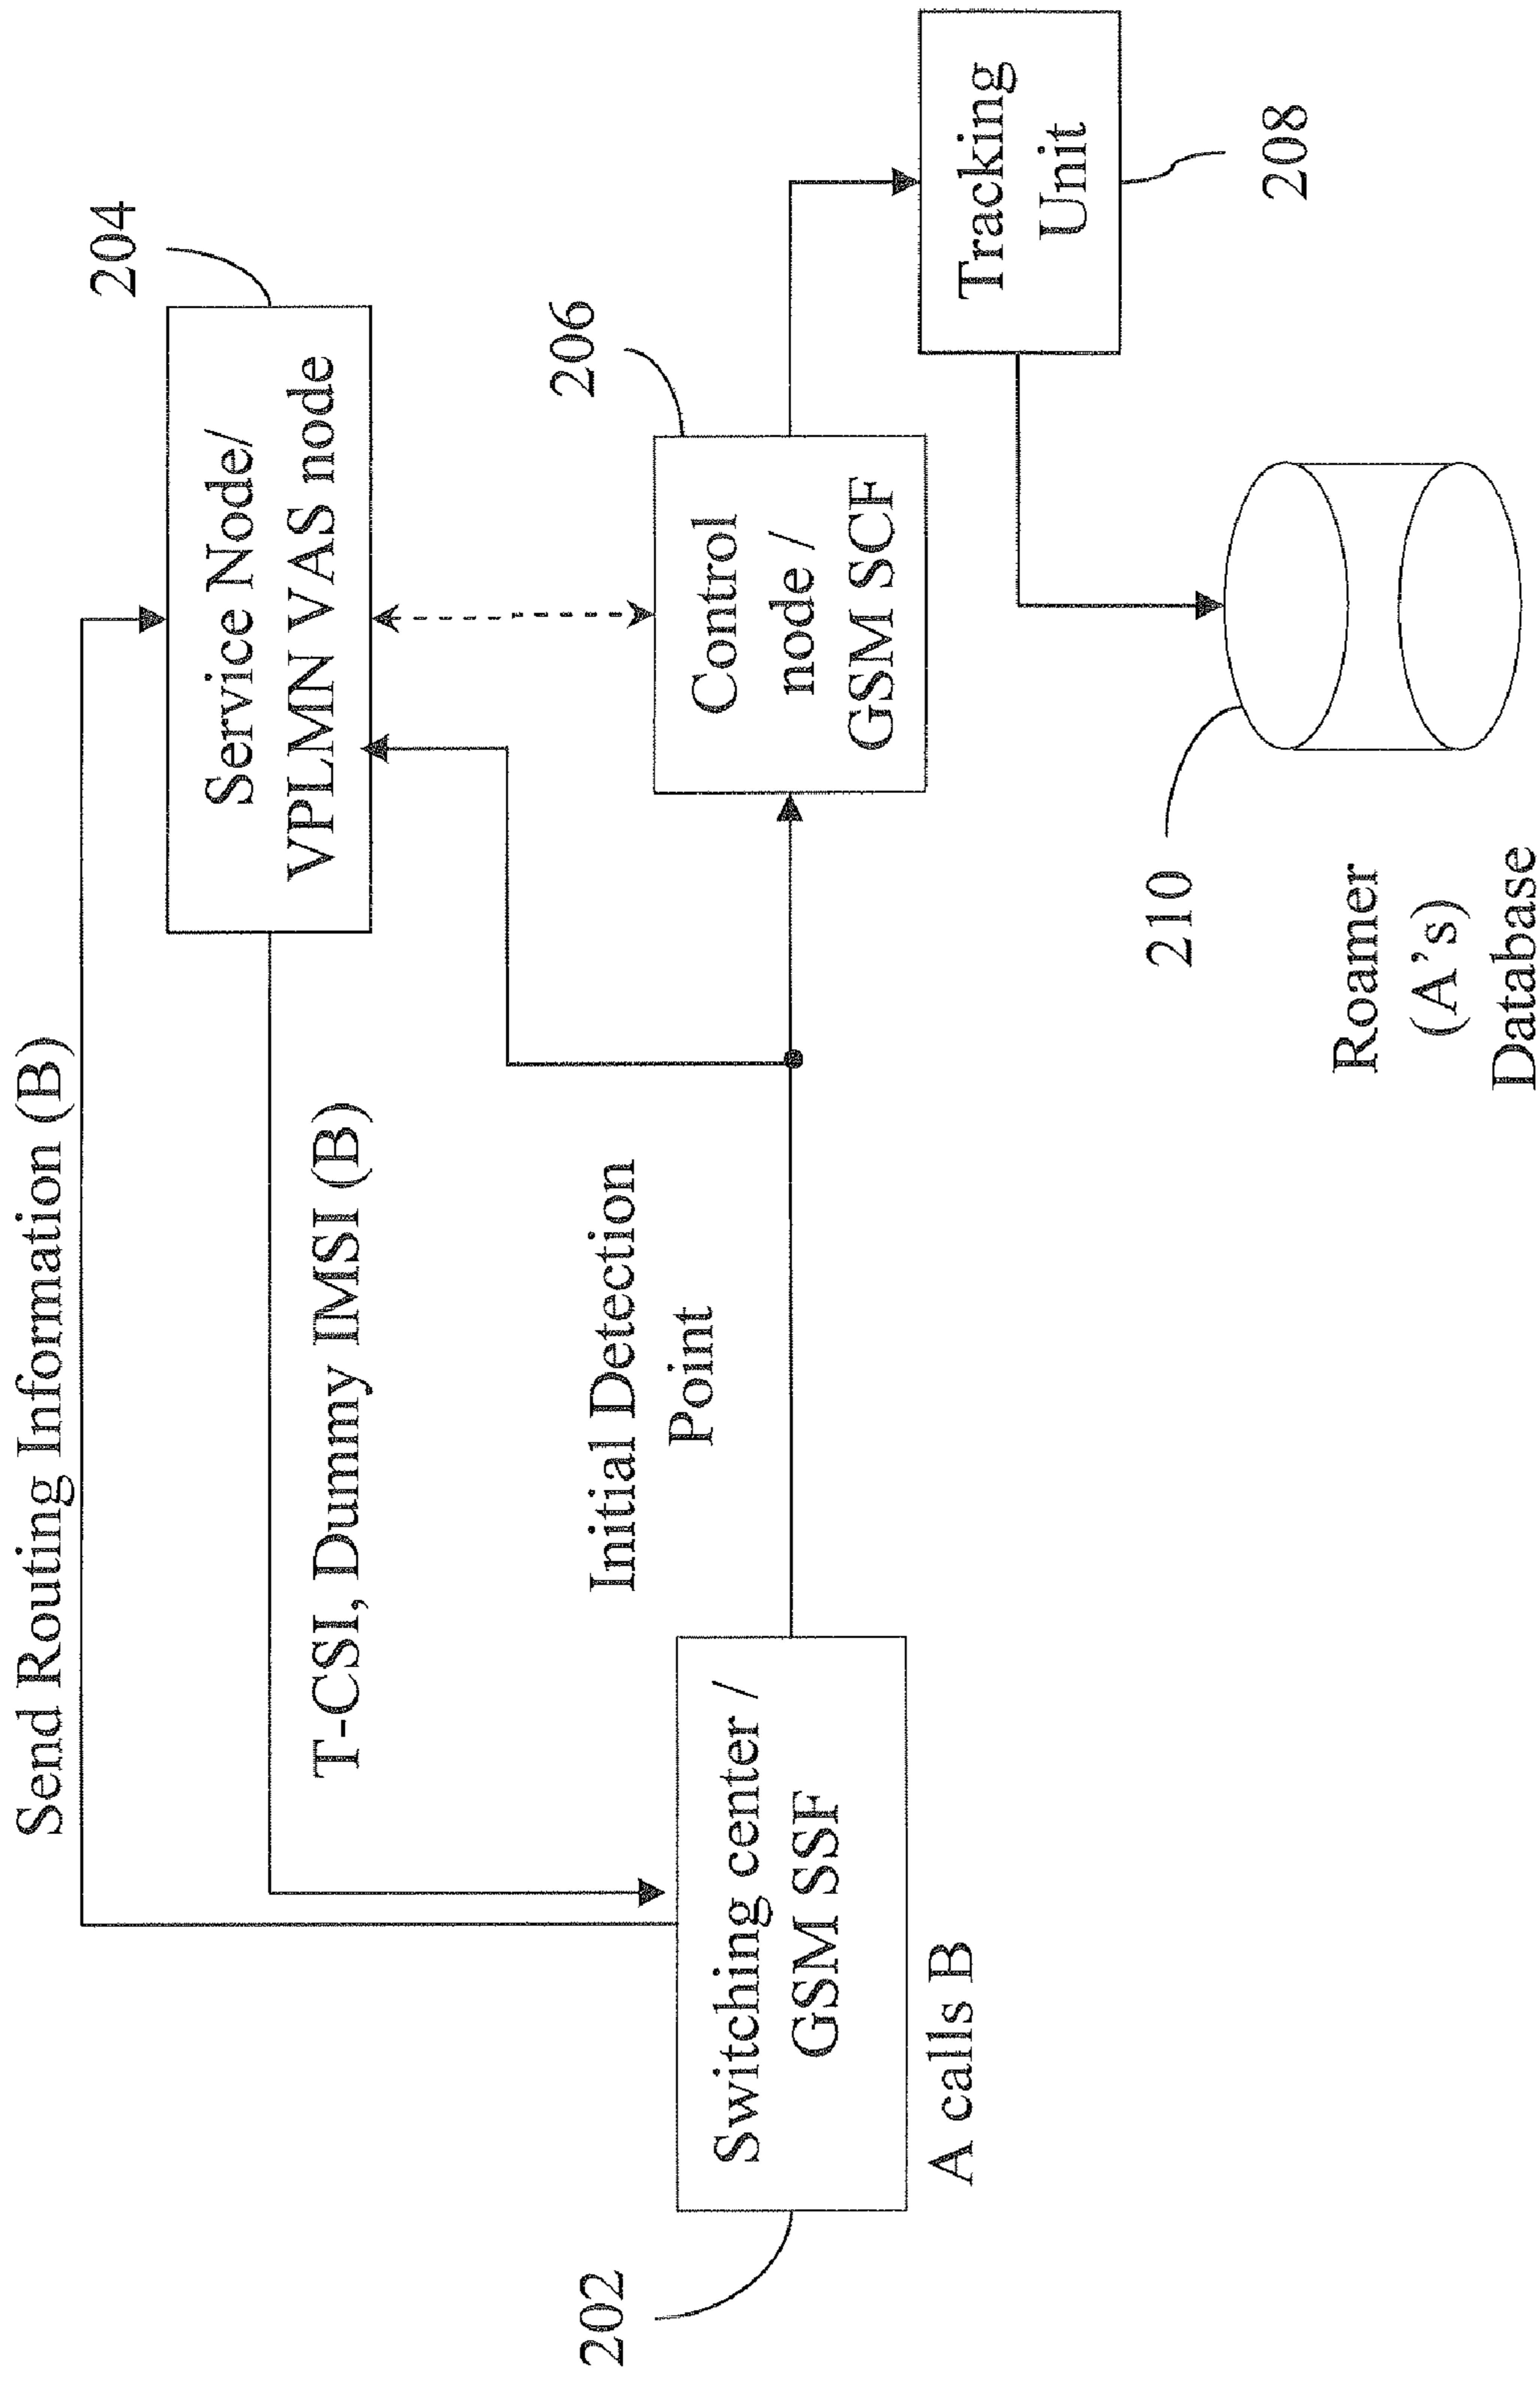 Send Routing Information (B)
204
Service Node/
VPLMN VAS node
T-CSI, Dummy IMSI (B)
206
Initial Detection
Point
Control
node /
GSM SCF
Switching center /
GSM SSF
202
A calls B
Tracking
Unit
208
210
Roamer
(A's)
Database